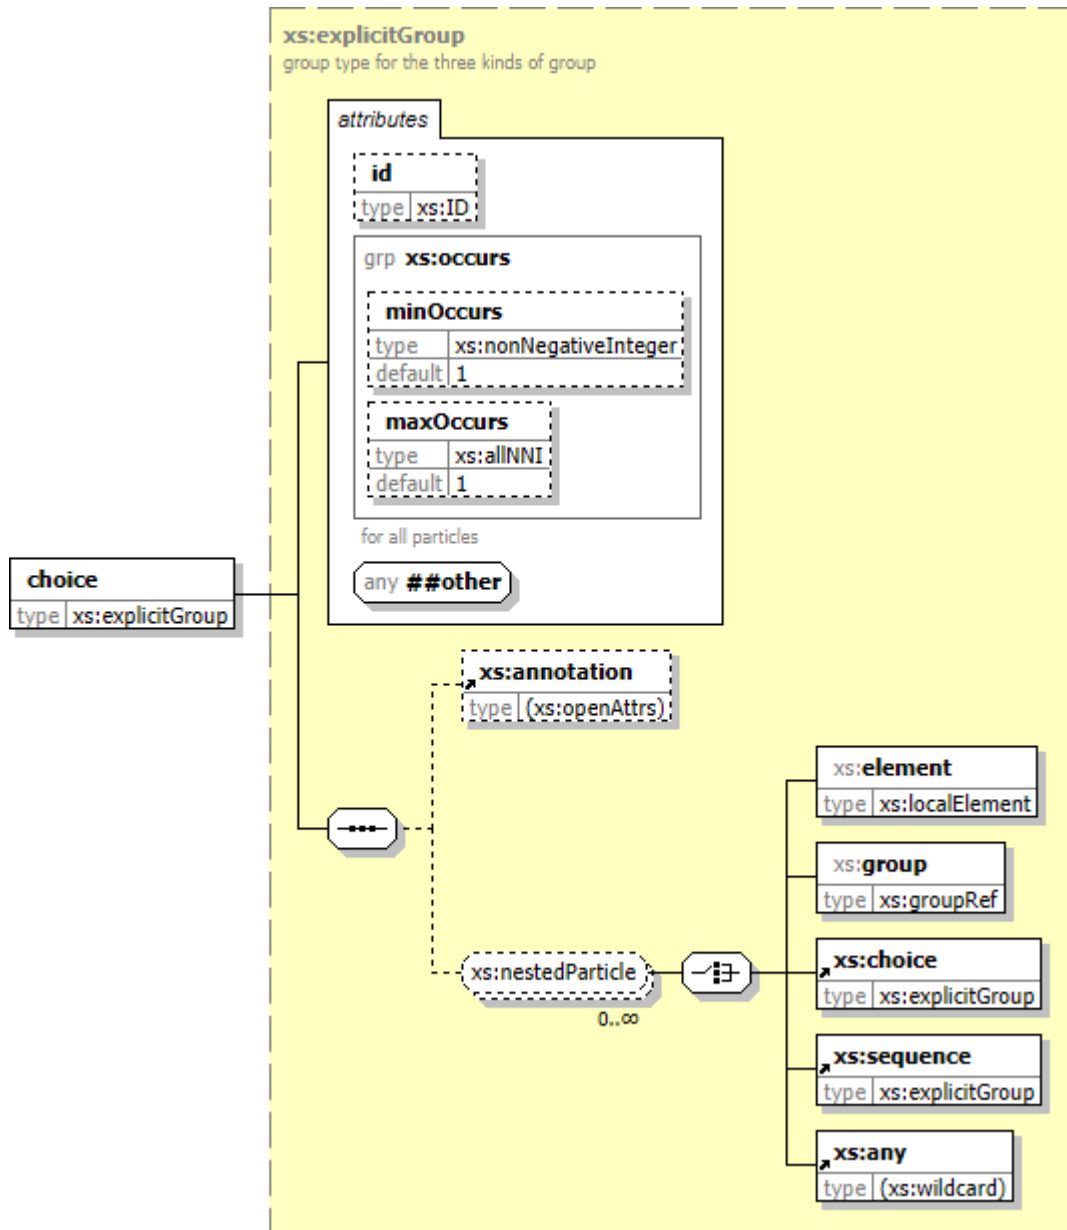 xs:explicitGroup
group type for the three kinds of group
attributes
id
type xs:ID
grp xs:occurs
minOccurs
type xs:nonNegativeInteger
default 1
maxOccurs
type xs:allNNI
default 1
for all particles
any ##other
choice
type xs:explicitGroup
xs:annotation
type (xs:openAttrs)
xs:element
type xs:localElement
xs:group
type xs:groupRef
xs:nestedParticle
0..∞
xs:choice
type xs:explicitGroup
xs:sequence
type xs:explicitGroup
xs:any
type (xs:wildcard)